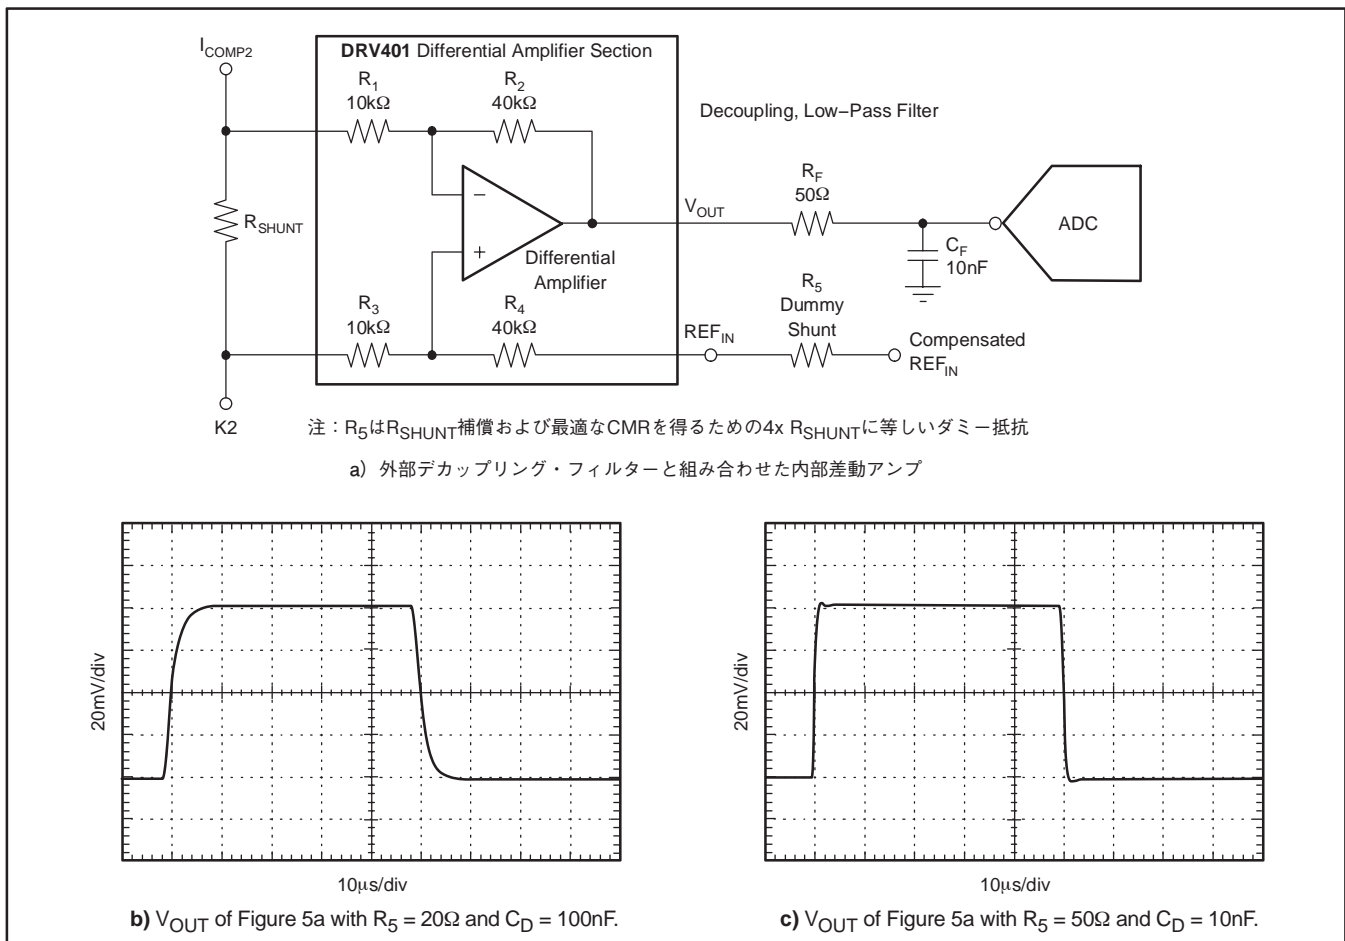 I_COMP2
DRV401 Differential Amplifier Section
R1
10kΩ
R2
40kΩ
Decoupling, Low−Pass Filter
RF
50Ω
R_SHUNT
−
+
V_OUT
ADC
CF
10nF
Differential
Amplifier
R3
10kΩ
R4
40kΩ
REF_IN
R5
Dummy
Shunt
Compensated
REF_IN
K2
注：R5はR_SHUNT補償および最適なCMRを得るための4x R_SHUNTに等しいダミー抵抗
a) 外部デカップリング・フィルターと組み合わせた内部差動アンプ
20mV/div
10µs/div
b) V_OUT of Figure 5a with R5 = 20Ω and CD = 100nF.
20mV/div
10µs/div
c) V_OUT of Figure 5a with R5 = 50Ω and CD = 10nF.